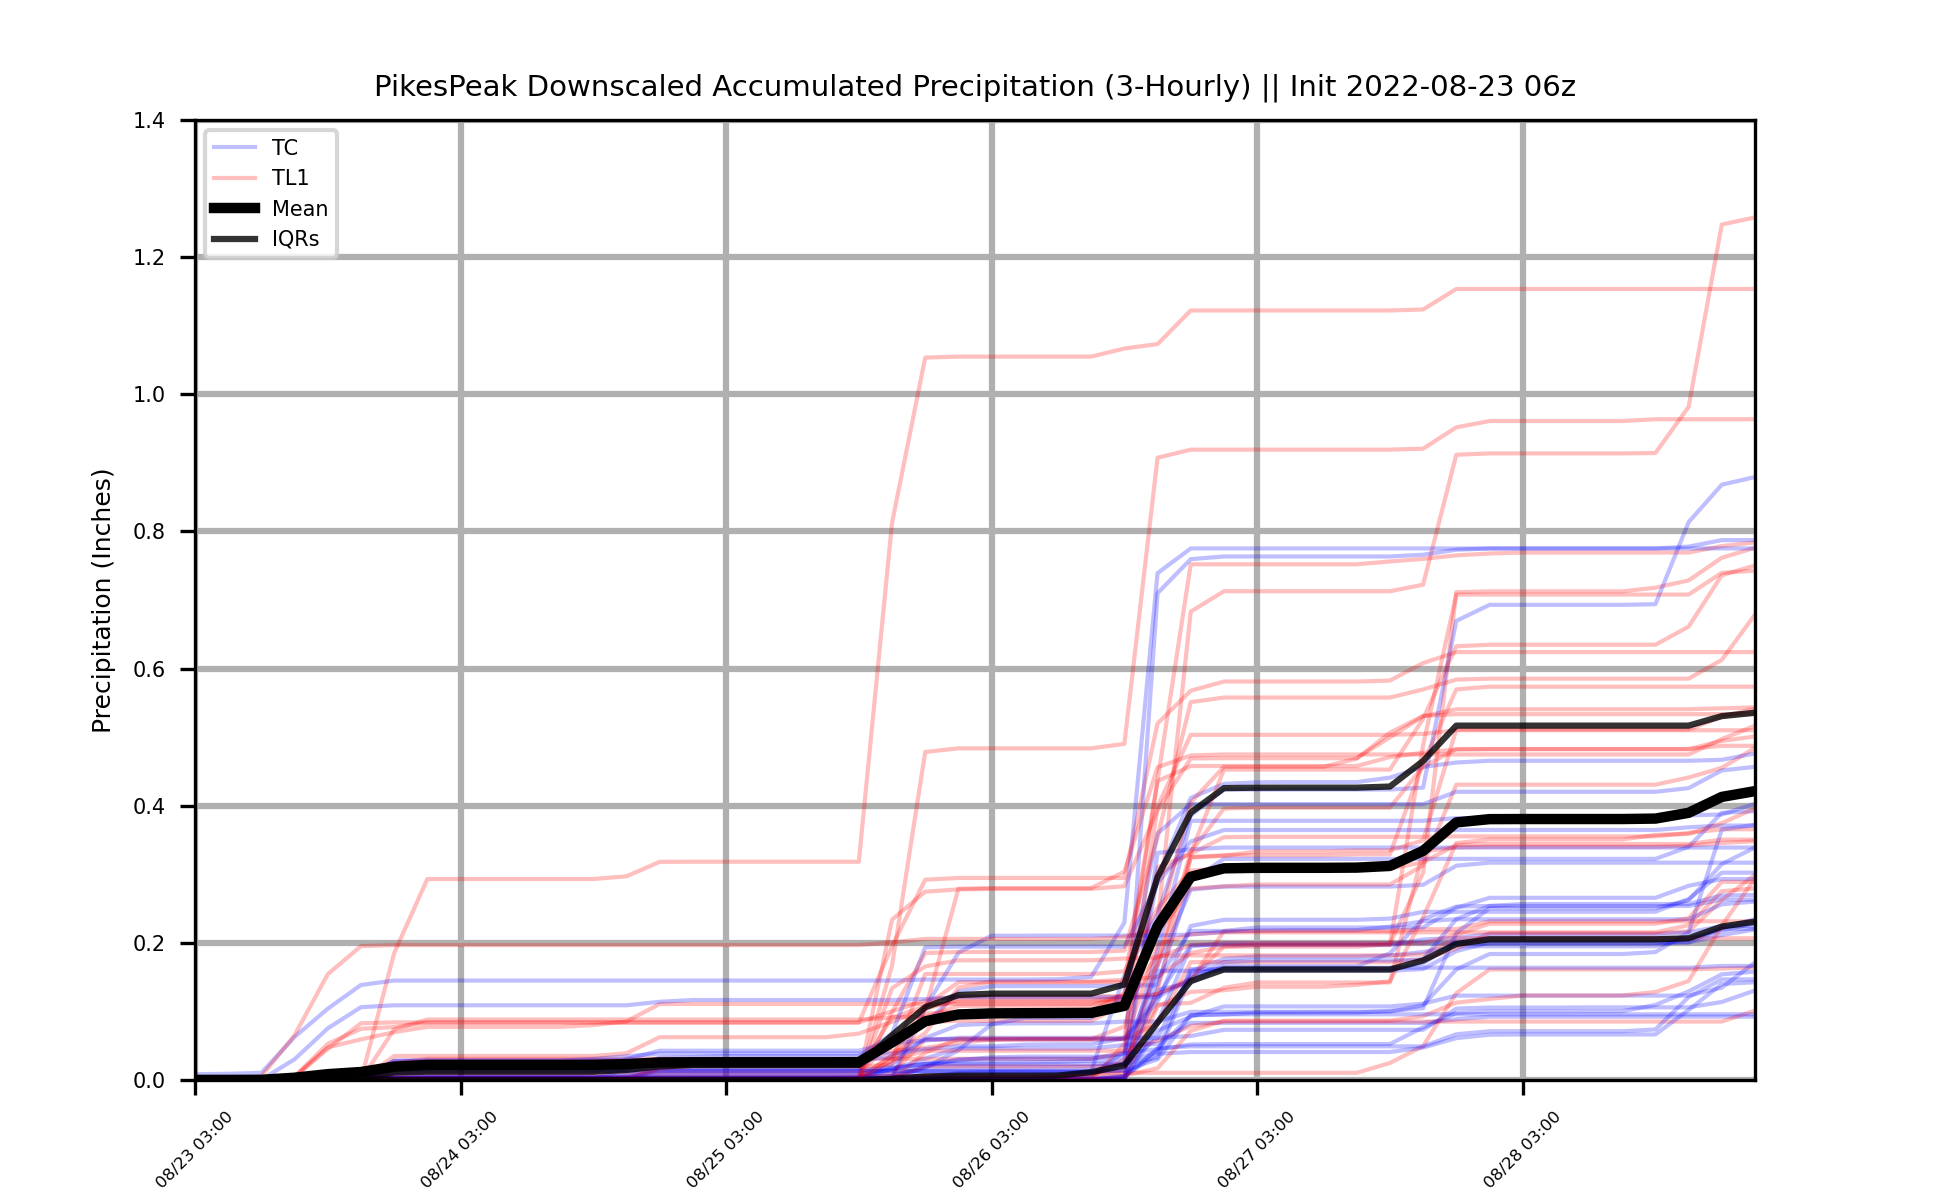 PikesPeak Downscaled Accumulated Precipitation (3-Hourly) || Init 2022-08-23 06z
TC
TL1
Mean
IQRs
Precipitation (Inches)
1.4
1.2
1.0
0.8
0.6
0.4
0.2
0.0
08/23 03:00
08/24 03:00
08/25 03:00
08/26 03:00
08/27 03:00
08/28 03:00